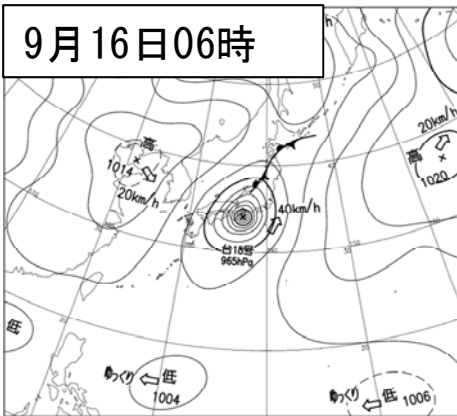 9月16日06時
h
高
1014
20km/h
20km/h
高
1020
40km/h
台18号
965hPa
低
ゆっくり 低
1004
ゆっくり 低 1006